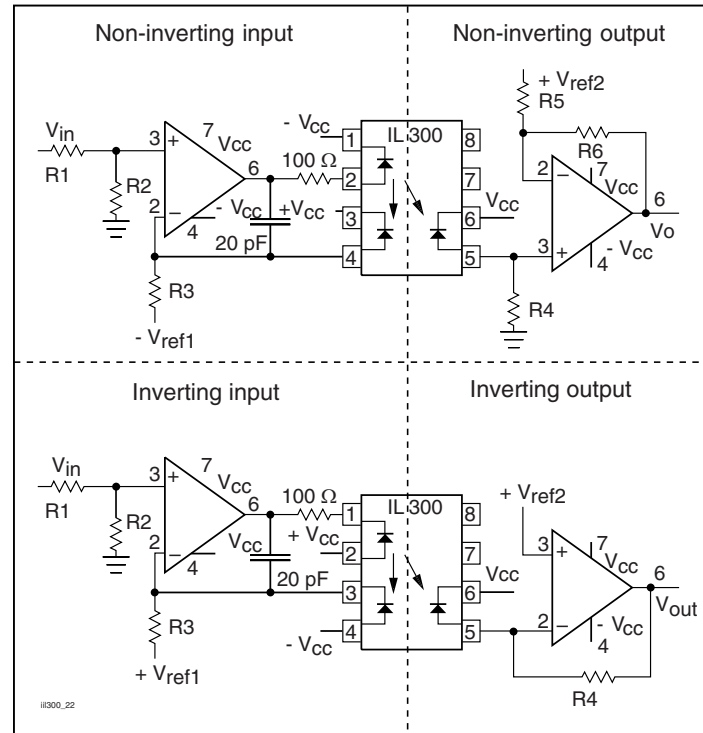 Non-inverting input
Non-inverting output
+ Vref2
R5
- Vcc
1
IL 300
8
Vin
R1
R2
3
+
7
Vcc
6
100 Ω
2
7
R6
2
−
7
Vcc
6
Vo
2
−
4
- Vcc
+Vcc
3
6
Vcc
20 pF
4
5
3
+
4
- Vcc
R3
R4
- Vref1
Inverting input
Inverting output
Vin
R1
R2
3
+
7
Vcc
6
100 Ω
1
IL 300
8
+ Vref2
+ Vcc
2
7
3
+
7
Vcc
6
Vout
2
−
4
Vcc
20 pF
3
6
Vcc
- Vcc
4
5
2
−
- Vcc
4
R3
R4
+ Vref1
iil300_22